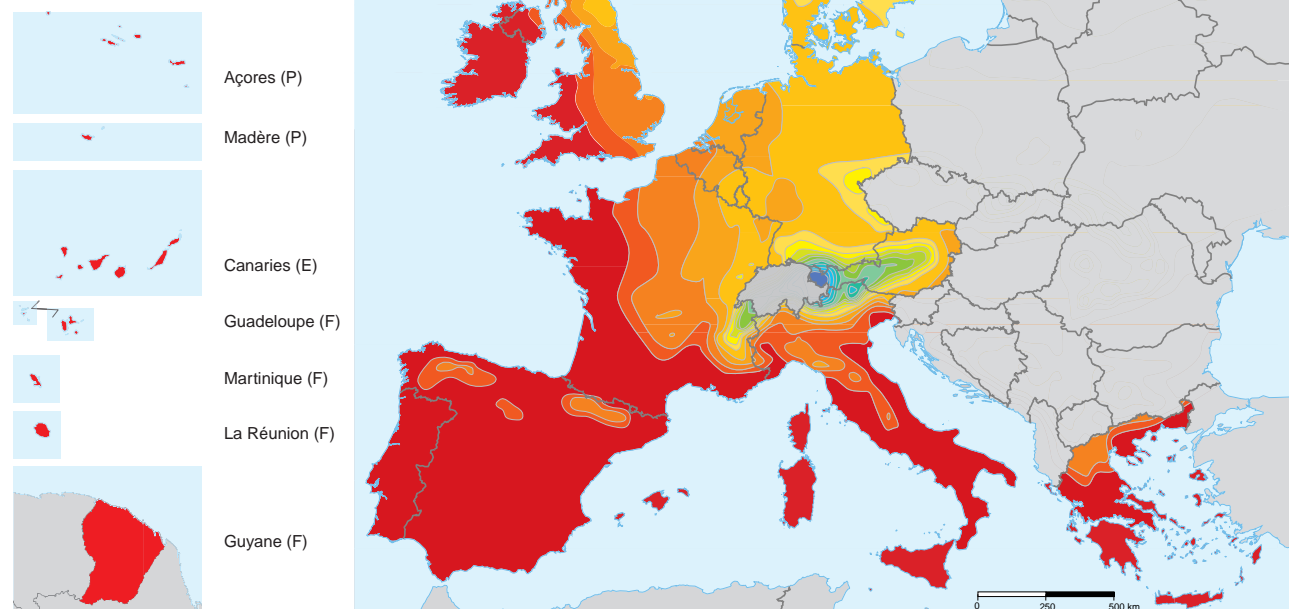 Açores (P)
Madère (P)
Canaries (E)
Guadeloupe (F)
Martinique (F)
La Réunion (F)
Guyane (F)
0 250 500 km